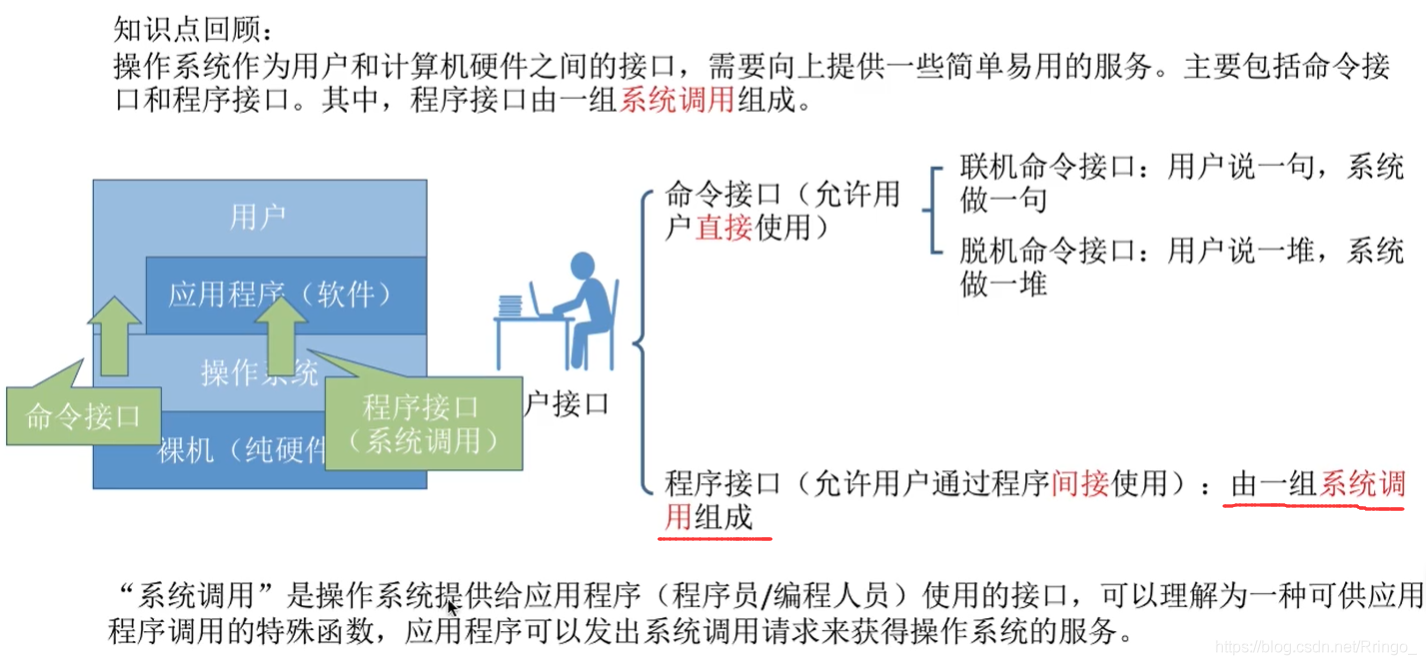 知识点回顾：
操作系统作为用户和计算机硬件之间的接口，需要向上提供一些简单易用的服务。主要包括命令接
口和程序接口。其中，程序接口由一组系统调用组成。
用户
应用程序（软件）
操作系统
裸机（纯硬件
命令接口
程序接口
（系统调用）
户接口
命令接口（允许用
户直接使用）
联机命令接口：用户说一句，系统
做一句
脱机命令接口：用户说一堆，系统
做一堆
程序接口（允许用户通过程序间接使用）：由一组系统调
用组成
“系统调用”是操作系统提供给应用程序（程序员/编程人员）使用的接口，可以理解为一种可供应用
程序调用的特殊函数，应用程序可以发出系统调用请求来获得操作系统的服务。
https://blog.csdn.net/Rringo_